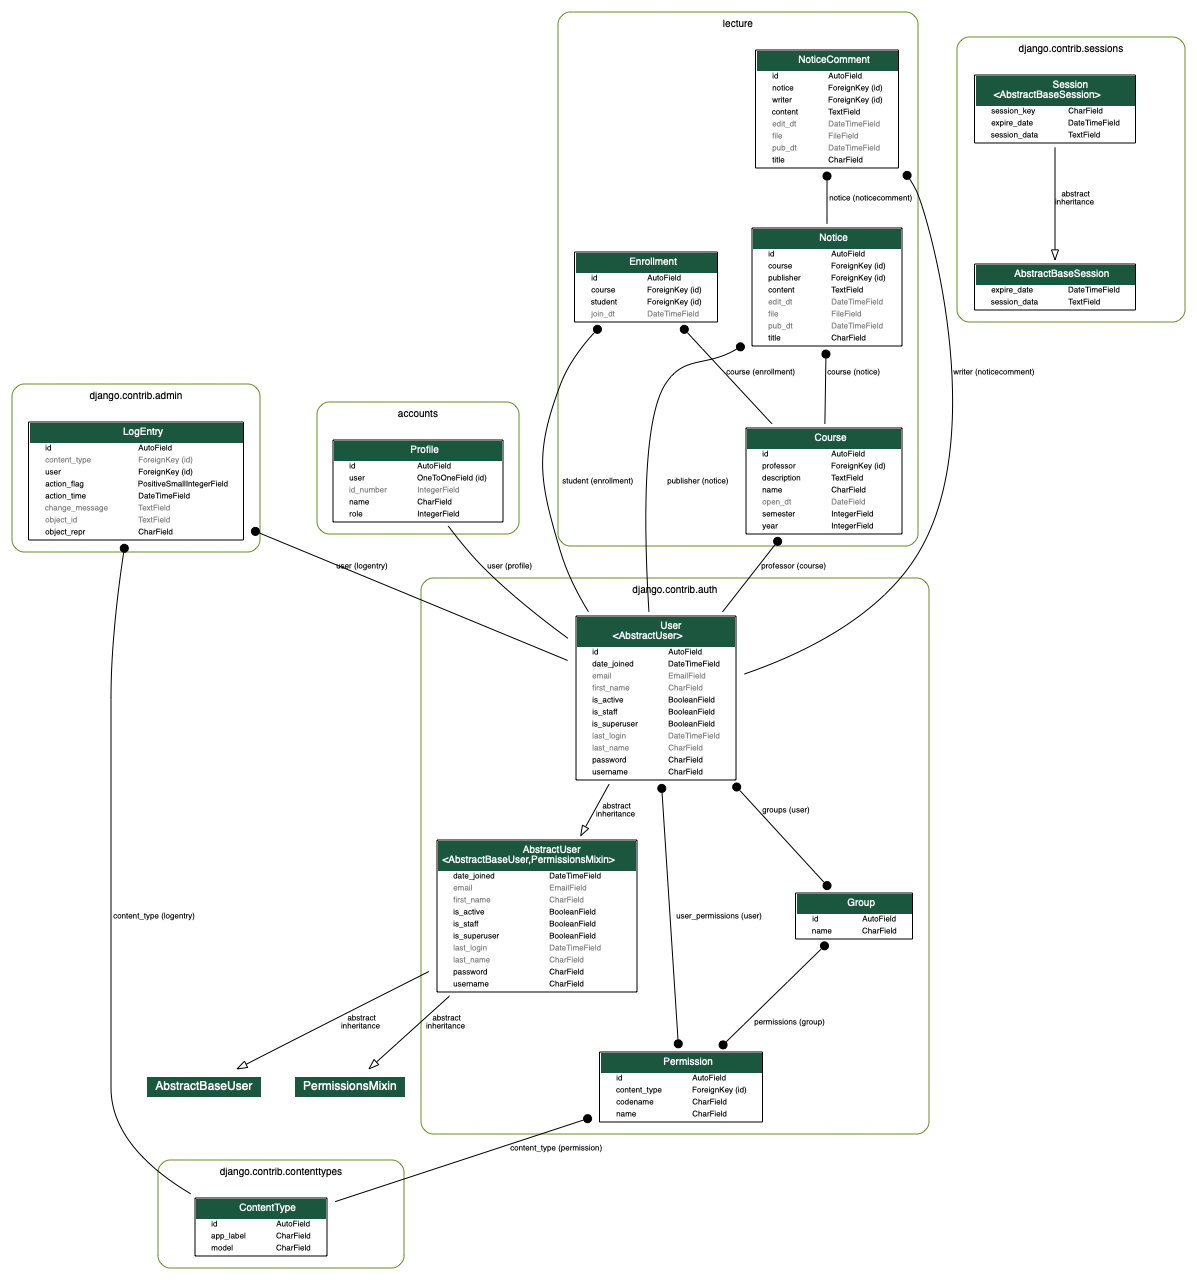 lecture
NoticeComment
id AutoField
notice ForeignKey (id)
writer ForeignKey (id)
content TextField
edit_dt DateTimeField
file FileField
pub_dt DateTimeField
title CharField
django.contrib.sessions
Session
<AbstractBaseSession>
session_key CharField
expire_date DateTimeField
session_data TextField
abstract
inheritance
AbstractBaseSession
expire_date DateTimeField
session_data TextField
notice (noticecomment)
Notice
id AutoField
course ForeignKey (id)
publisher ForeignKey (id)
content TextField
edit_dt DateTimeField
file FileField
pub_dt DateTimeField
title CharField
Enrollment
id AutoField
course ForeignKey (id)
student ForeignKey (id)
join_dt DateTimeField
course (enrollment)
course (notice)
writer (noticecomment)
Course
id AutoField
professor ForeignKey (id)
description TextField
name CharField
open_dt DateField
semester IntegerField
year IntegerField
student (enrollment)
publisher (notice)
professor (course)
django.contrib.admin
LogEntry
id AutoField
content_type ForeignKey (id)
user ForeignKey (id)
action_flag PositiveSmallIntegerField
action_time DateTimeField
change_message TextField
object_id TextField
object_repr CharField
accounts
Profile
id AutoField
user OneToOneField (id)
id_number IntegerField
name CharField
role IntegerField
user (logentry)
user (profile)
django.contrib.auth
User
<AbstractUser>
id AutoField
date_joined DateTimeField
email EmailField
first_name CharField
is_active BooleanField
is_staff BooleanField
is_superuser BooleanField
last_login DateTimeField
last_name CharField
password CharField
username CharField
abstract
inheritance
groups (user)
AbstractUser
<AbstractBaseUser,PermissionsMixin>
date_joined DateTimeField
email EmailField
first_name CharField
is_active BooleanField
is_staff BooleanField
is_superuser BooleanField
last_login DateTimeField
last_name CharField
password CharField
username CharField
Group
id AutoField
name CharField
content_type (logentry)
user_permissions (user)
abstract
inheritance
abstract
inheritance
permissions (group)
AbstractBaseUser
PermissionsMixin
Permission
id AutoField
content_type ForeignKey (id)
codename CharField
name CharField
content_type (permission)
django.contrib.contenttypes
ContentType
id AutoField
app_label CharField
model CharField